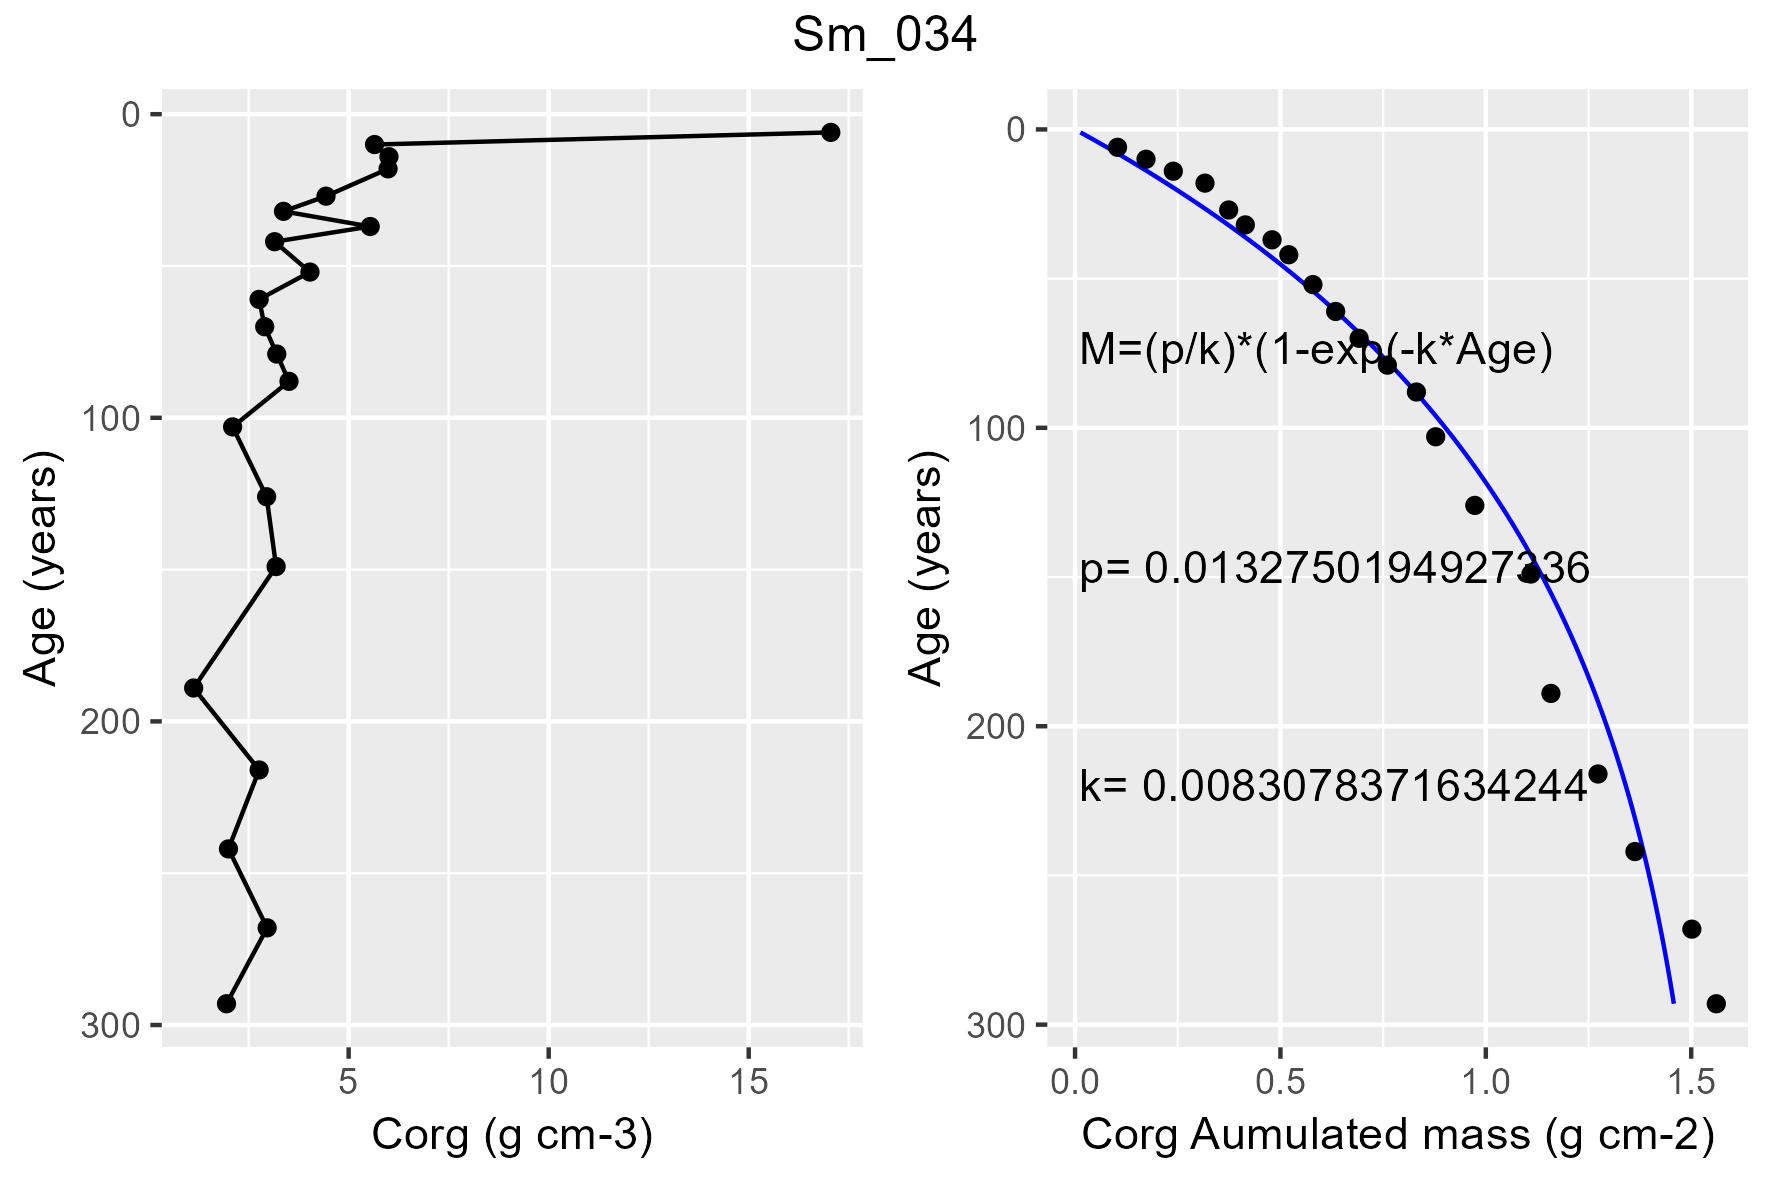 Sm_034
0
100
200
300
Age (years)
5
10
15
Corg (g cm-3)
0
100
200
300
Age (years)
M=(p/k)*(1-exp(-k*Age)
p= 0.0132750194927336
k= 0.0083078371634244
0.0
0.5
1.0
1.5
Corg Aumulated mass (g cm-2)